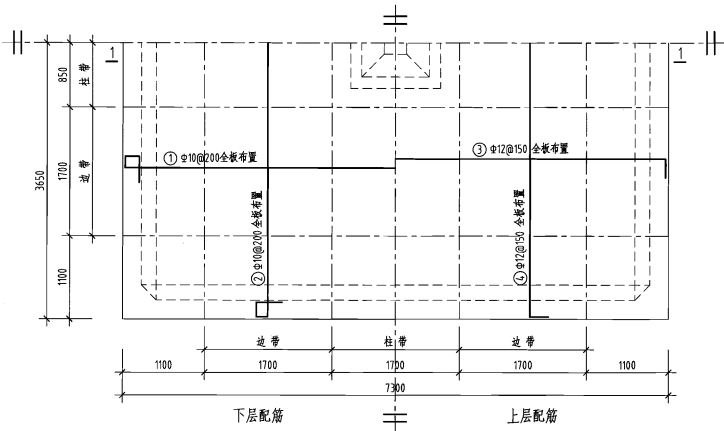 1
1
850
柱带
1700
边带
3650
1100
① Φ10@200全板布置
③ Φ12@150 全板布置
② Φ10@200 全板布置
④ Φ12@150 全板布置
边带
柱带
边带
1100
1700
1700
1700
1100
7300
下层配筋
上层配筋